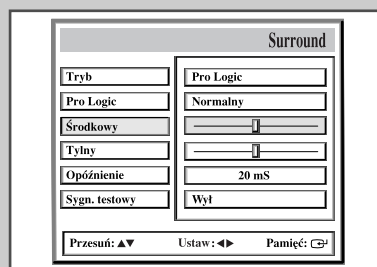 Surround
Tryb Pro Logic
Pro Logic Normalny
Środkowy
Tylny
Opóźnienie 20 mS
Sygn. testowy Wył
Przesuń: ▲▼ Ustaw: ◀▶ Pamięć: